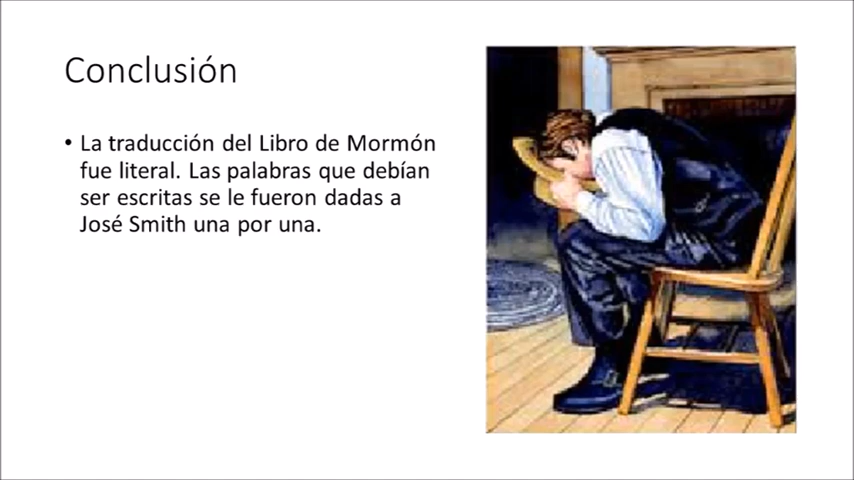 Conclusión
• La traducción del Libro de Mormón
fue literal. Las palabras que debían
ser escritas se le fueron dadas a
José Smith una por una.